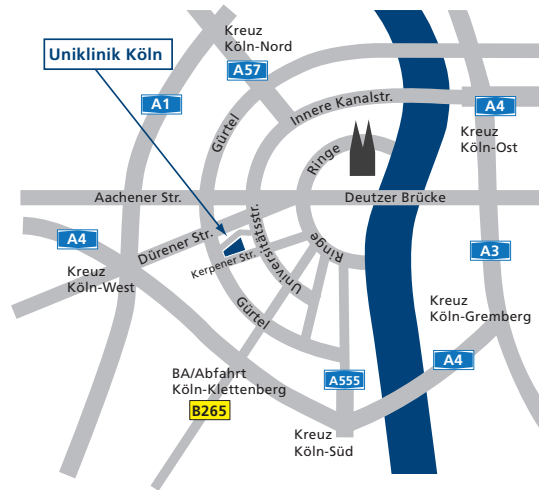 Kreuz
Köln-Nord
Uniklinik Köln
A57
A1
Gürtel
Innere Kanalstr.
A4
Kreuz
Köln-Ost
Ringe
Aachener Str.
Deutzer Brücke
A4
Dürener Str.
Kerpener Str.
Universitätsstr.
Ringe
A3
Kreuz
Köln-West
Gürtel
Kreuz
Köln-Gremberg
A4
BA/Abfahrt
Köln-Klettenberg
A555
B265
Kreuz
Köln-Süd